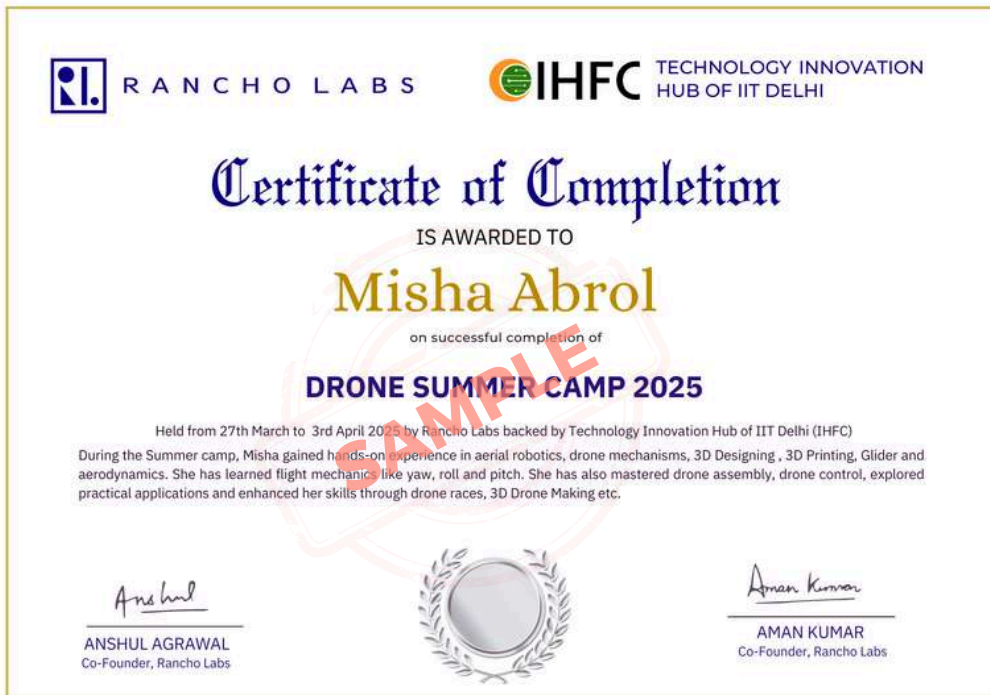 RL. RANCHO LABS
IHFC TECHNOLOGY INNOVATION
HUB OF IIT DELHI
Certificate of Completion
IS AWARDED TO
Misha Abrol
on successful completion of
DRONE SUMMER CAMP 2025
SAMPLE
Held from 27th March to 3rd April 2025 by Rancho Labs backed by Technology Innovation Hub of IIT Delhi (IHFC)
During the Summer camp, Misha gained hands-on experience in aerial robotics, drone mechanisms, 3D Designing , 3D Printing, Glider and
aerodynamics. She has learned flight mechanics like yaw, roll and pitch. She has also mastered drone assembly, drone control, explored
practical applications and enhanced her skills through drone races, 3D Drone Making etc.
Anshul
ANSHUL AGRAWAL
Co-Founder, Rancho Labs
Aman Kumar
AMAN KUMAR
Co-Founder, Rancho Labs